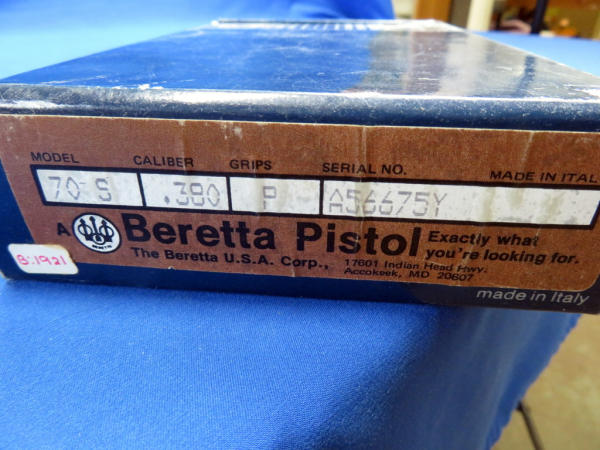 MODEL CALIBER GRIPS SERIAL NO. MADE IN ITAL
70-S .380 P A56675Y
A Beretta Pistol Exactly what
you're looking for.
The Beretta U.S.A. Corp., 17601 Indian Head Hwy.
Accokeek, MD 20607
B:1921
made in Italy